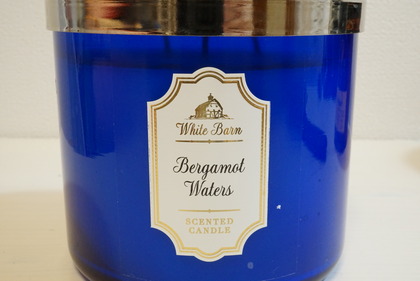 White Barn
Bergamot
Waters
SCENTED
CANDLE